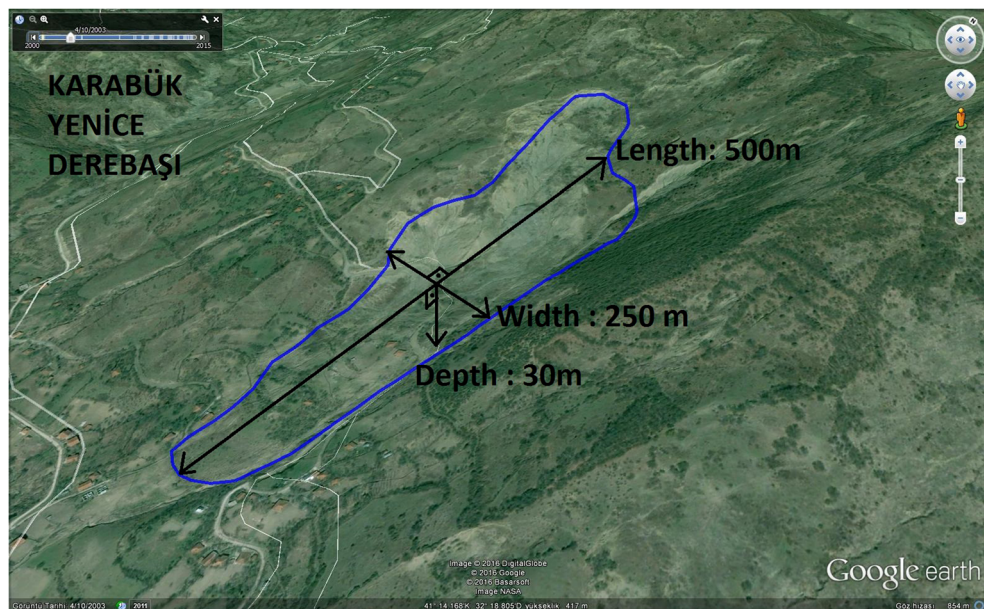 4/10/2003
2000
2015
KARABÜK
YENİCE
DEREBAŞI
Length: 500m
Width : 250 m
Depth : 30m
Image © 2016 DigitalGlobe
© 2016 Google
© 2016 Basarsoft
Image NASA
Google earth
Görüntü Tarihi: 4/10/2003 2011 41° 14.168'K 32° 18.805'D yükseklik 417 m Göz hizası 854 m